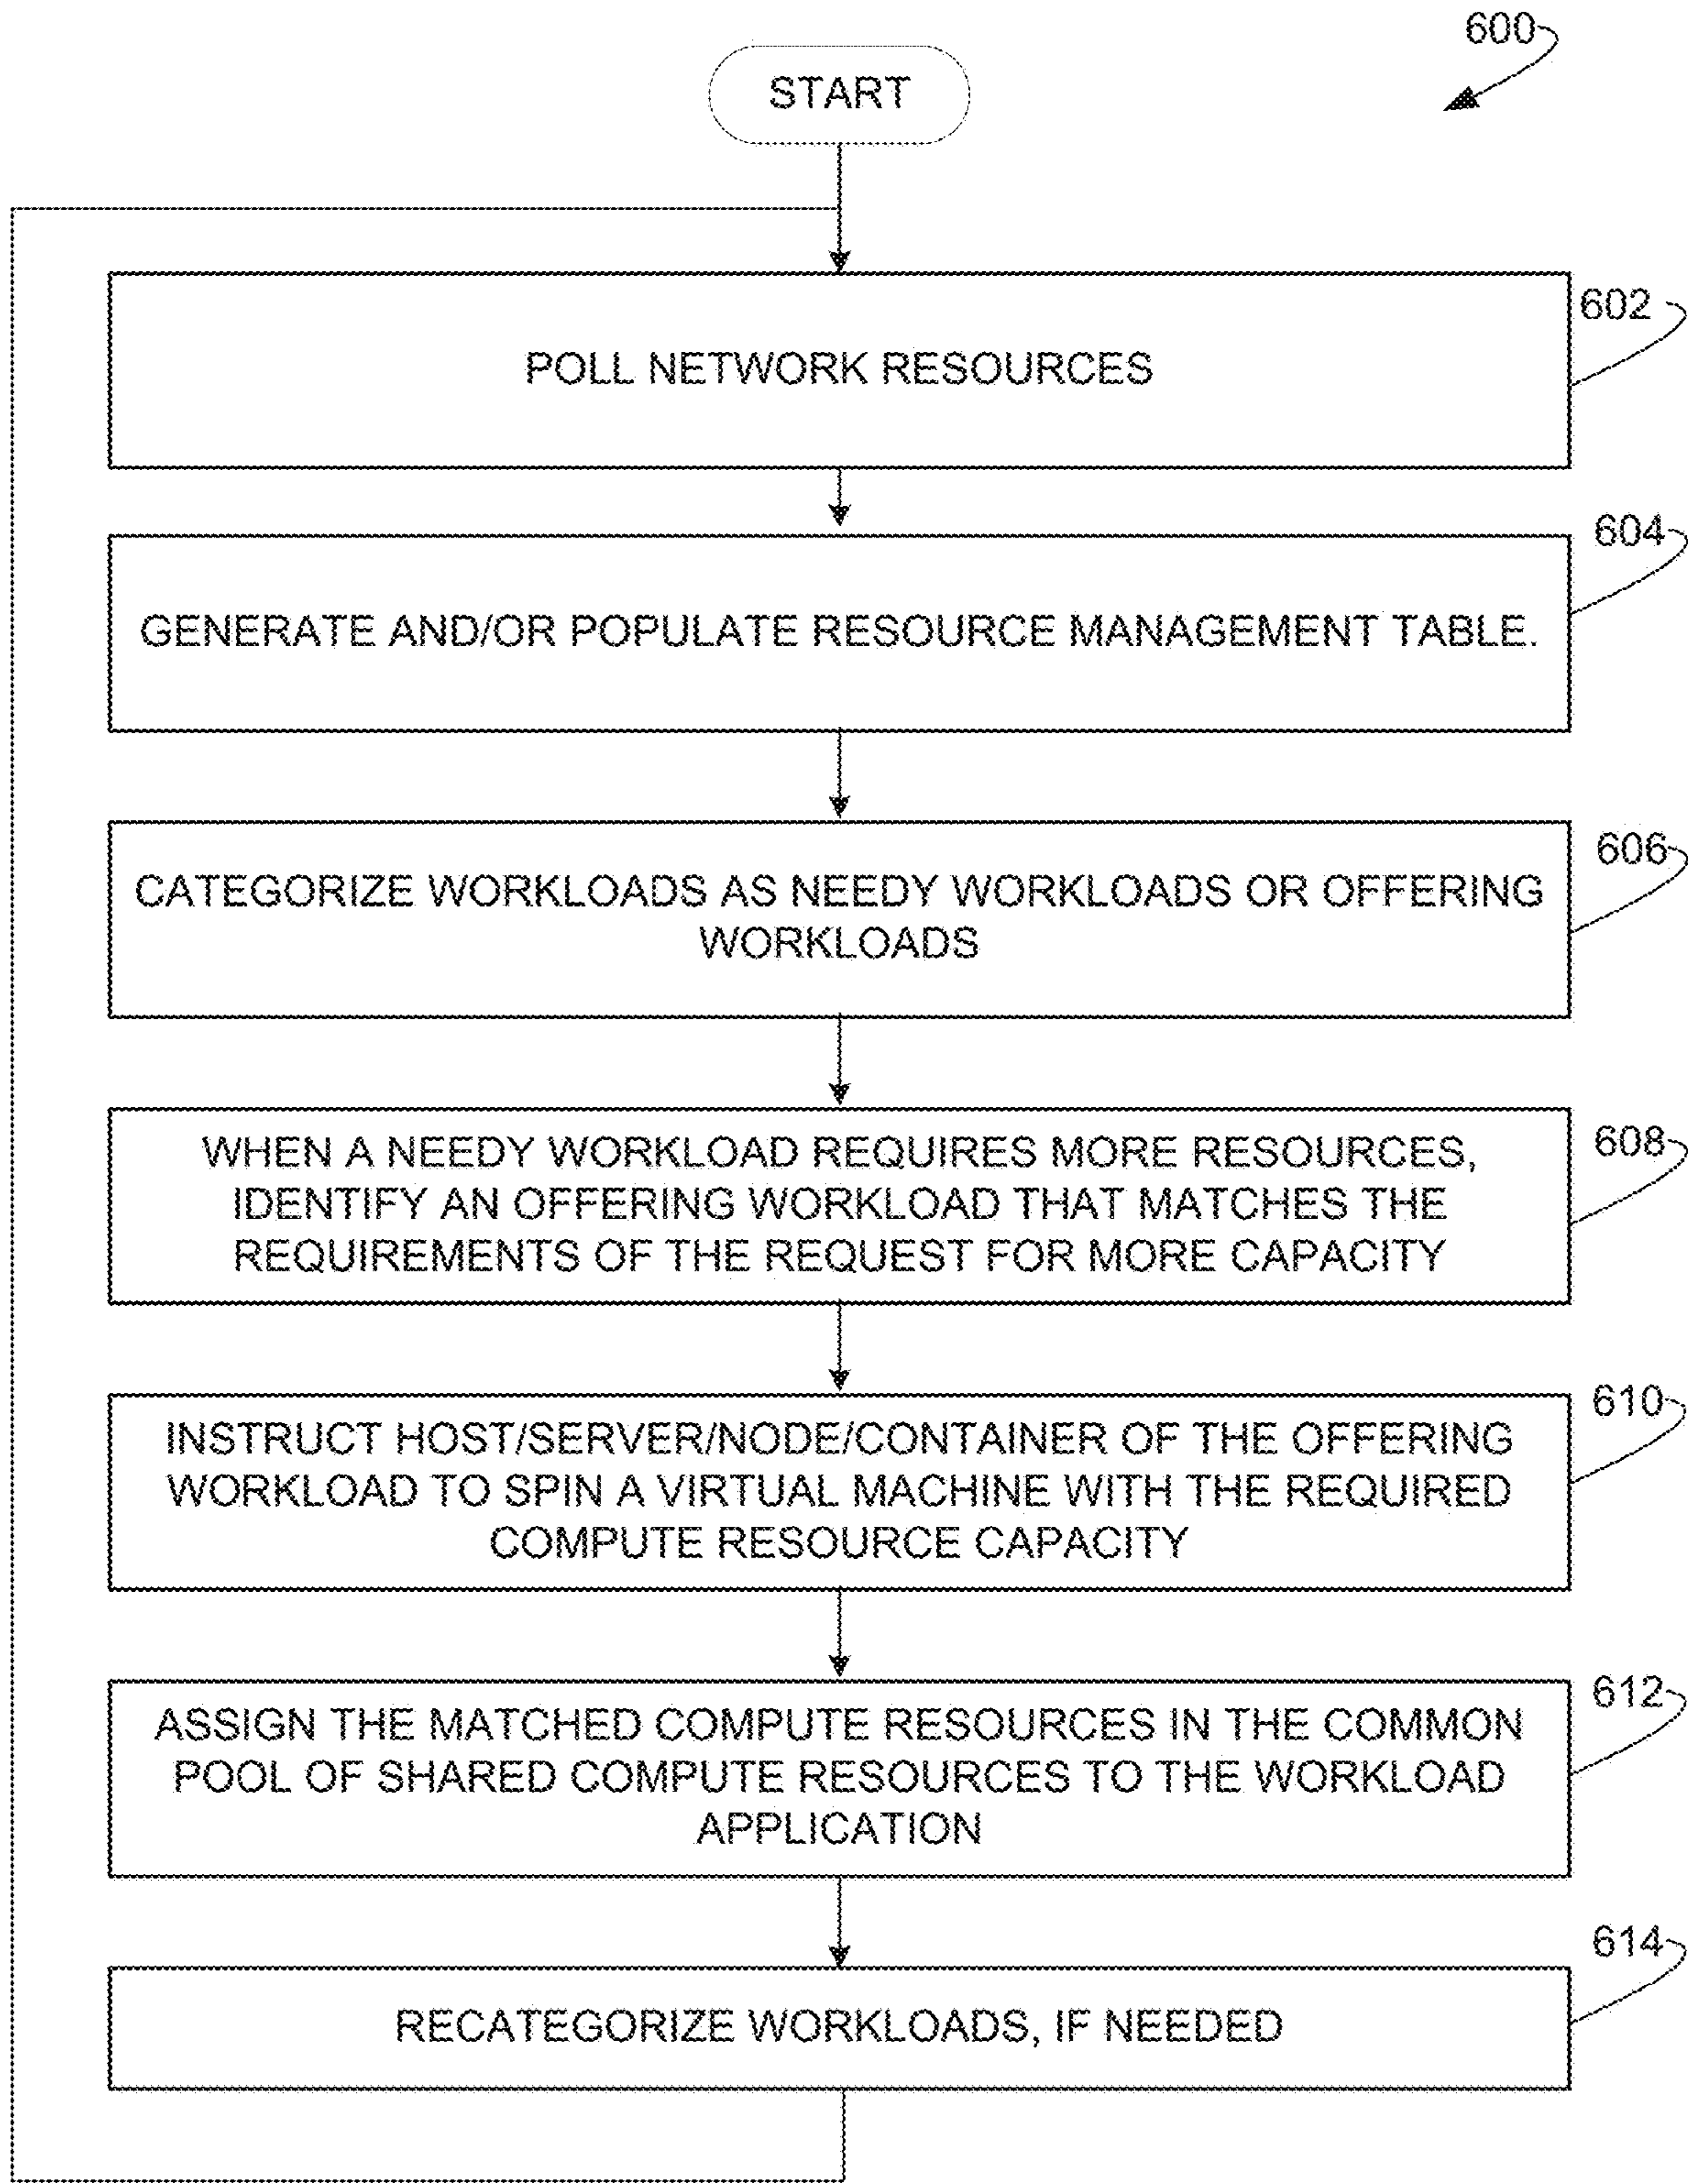 600
START
602
POLL NETWORK RESOURCES
604
GENERATE AND/OR POPULATE RESOURCE MANAGEMENT TABLE.
606
CATEGORIZE WORKLOADS AS NEEDY WORKLOADS OR OFFERING
WORKLOADS
608
WHEN A NEEDY WORKLOAD REQUIRES MORE RESOURCES,
IDENTIFY AN OFFERING WORKLOAD THAT MATCHES THE
REQUIREMENTS OF THE REQUEST FOR MORE CAPACITY
610
INSTRUCT HOST/SERVER/NODE/CONTAINER OF THE OFFERING
WORKLOAD TO SPIN A VIRTUAL MACHINE WITH THE REQUIRED
COMPUTE RESOURCE CAPACITY
612
ASSIGN THE MATCHED COMPUTE RESOURCES IN THE COMMON
POOL OF SHARED COMPUTE RESOURCES TO THE WORKLOAD
APPLICATION
614
RECATEGORIZE WORKLOADS, IF NEEDED